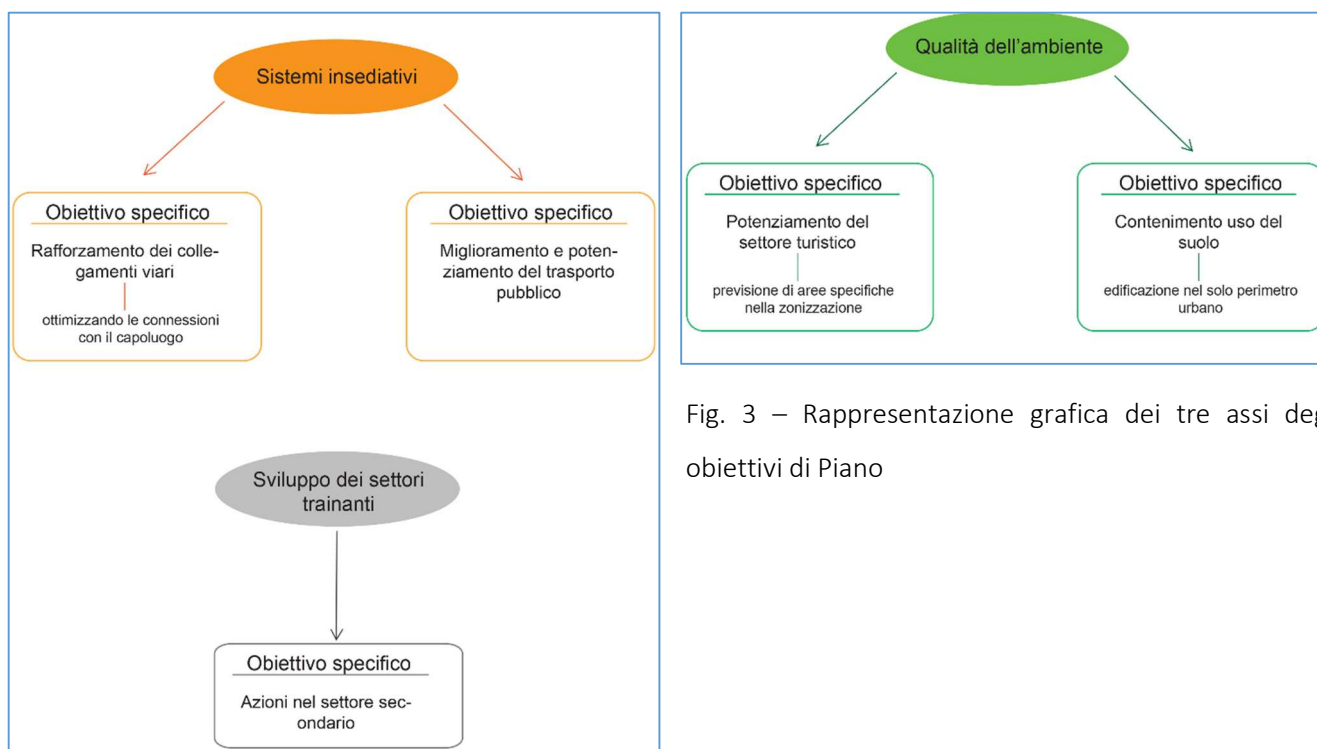 Sistemi insediativi
Obiettivo specifico
Rafforzamento dei colle-
gamenti viari
ottimizzando le connessioni
con il capoluogo
Obiettivo specifico
Miglioramento e poten-
ziamento del trasporto
pubblico
Sviluppo dei settori
trainanti
Obiettivo specifico
Azioni nel settore sec-
ondario
Qualità dell'ambiente
Obiettivo specifico
Potenziamento del
settore turistico
previsione di aree specifiche
nella zonizzazione
Obiettivo specifico
Contenimento uso del
suolo
edificazione nel solo perimetro
urbano
Fig. 3 – Rappresentazione grafica dei tre assi deg
obiettivi di Piano